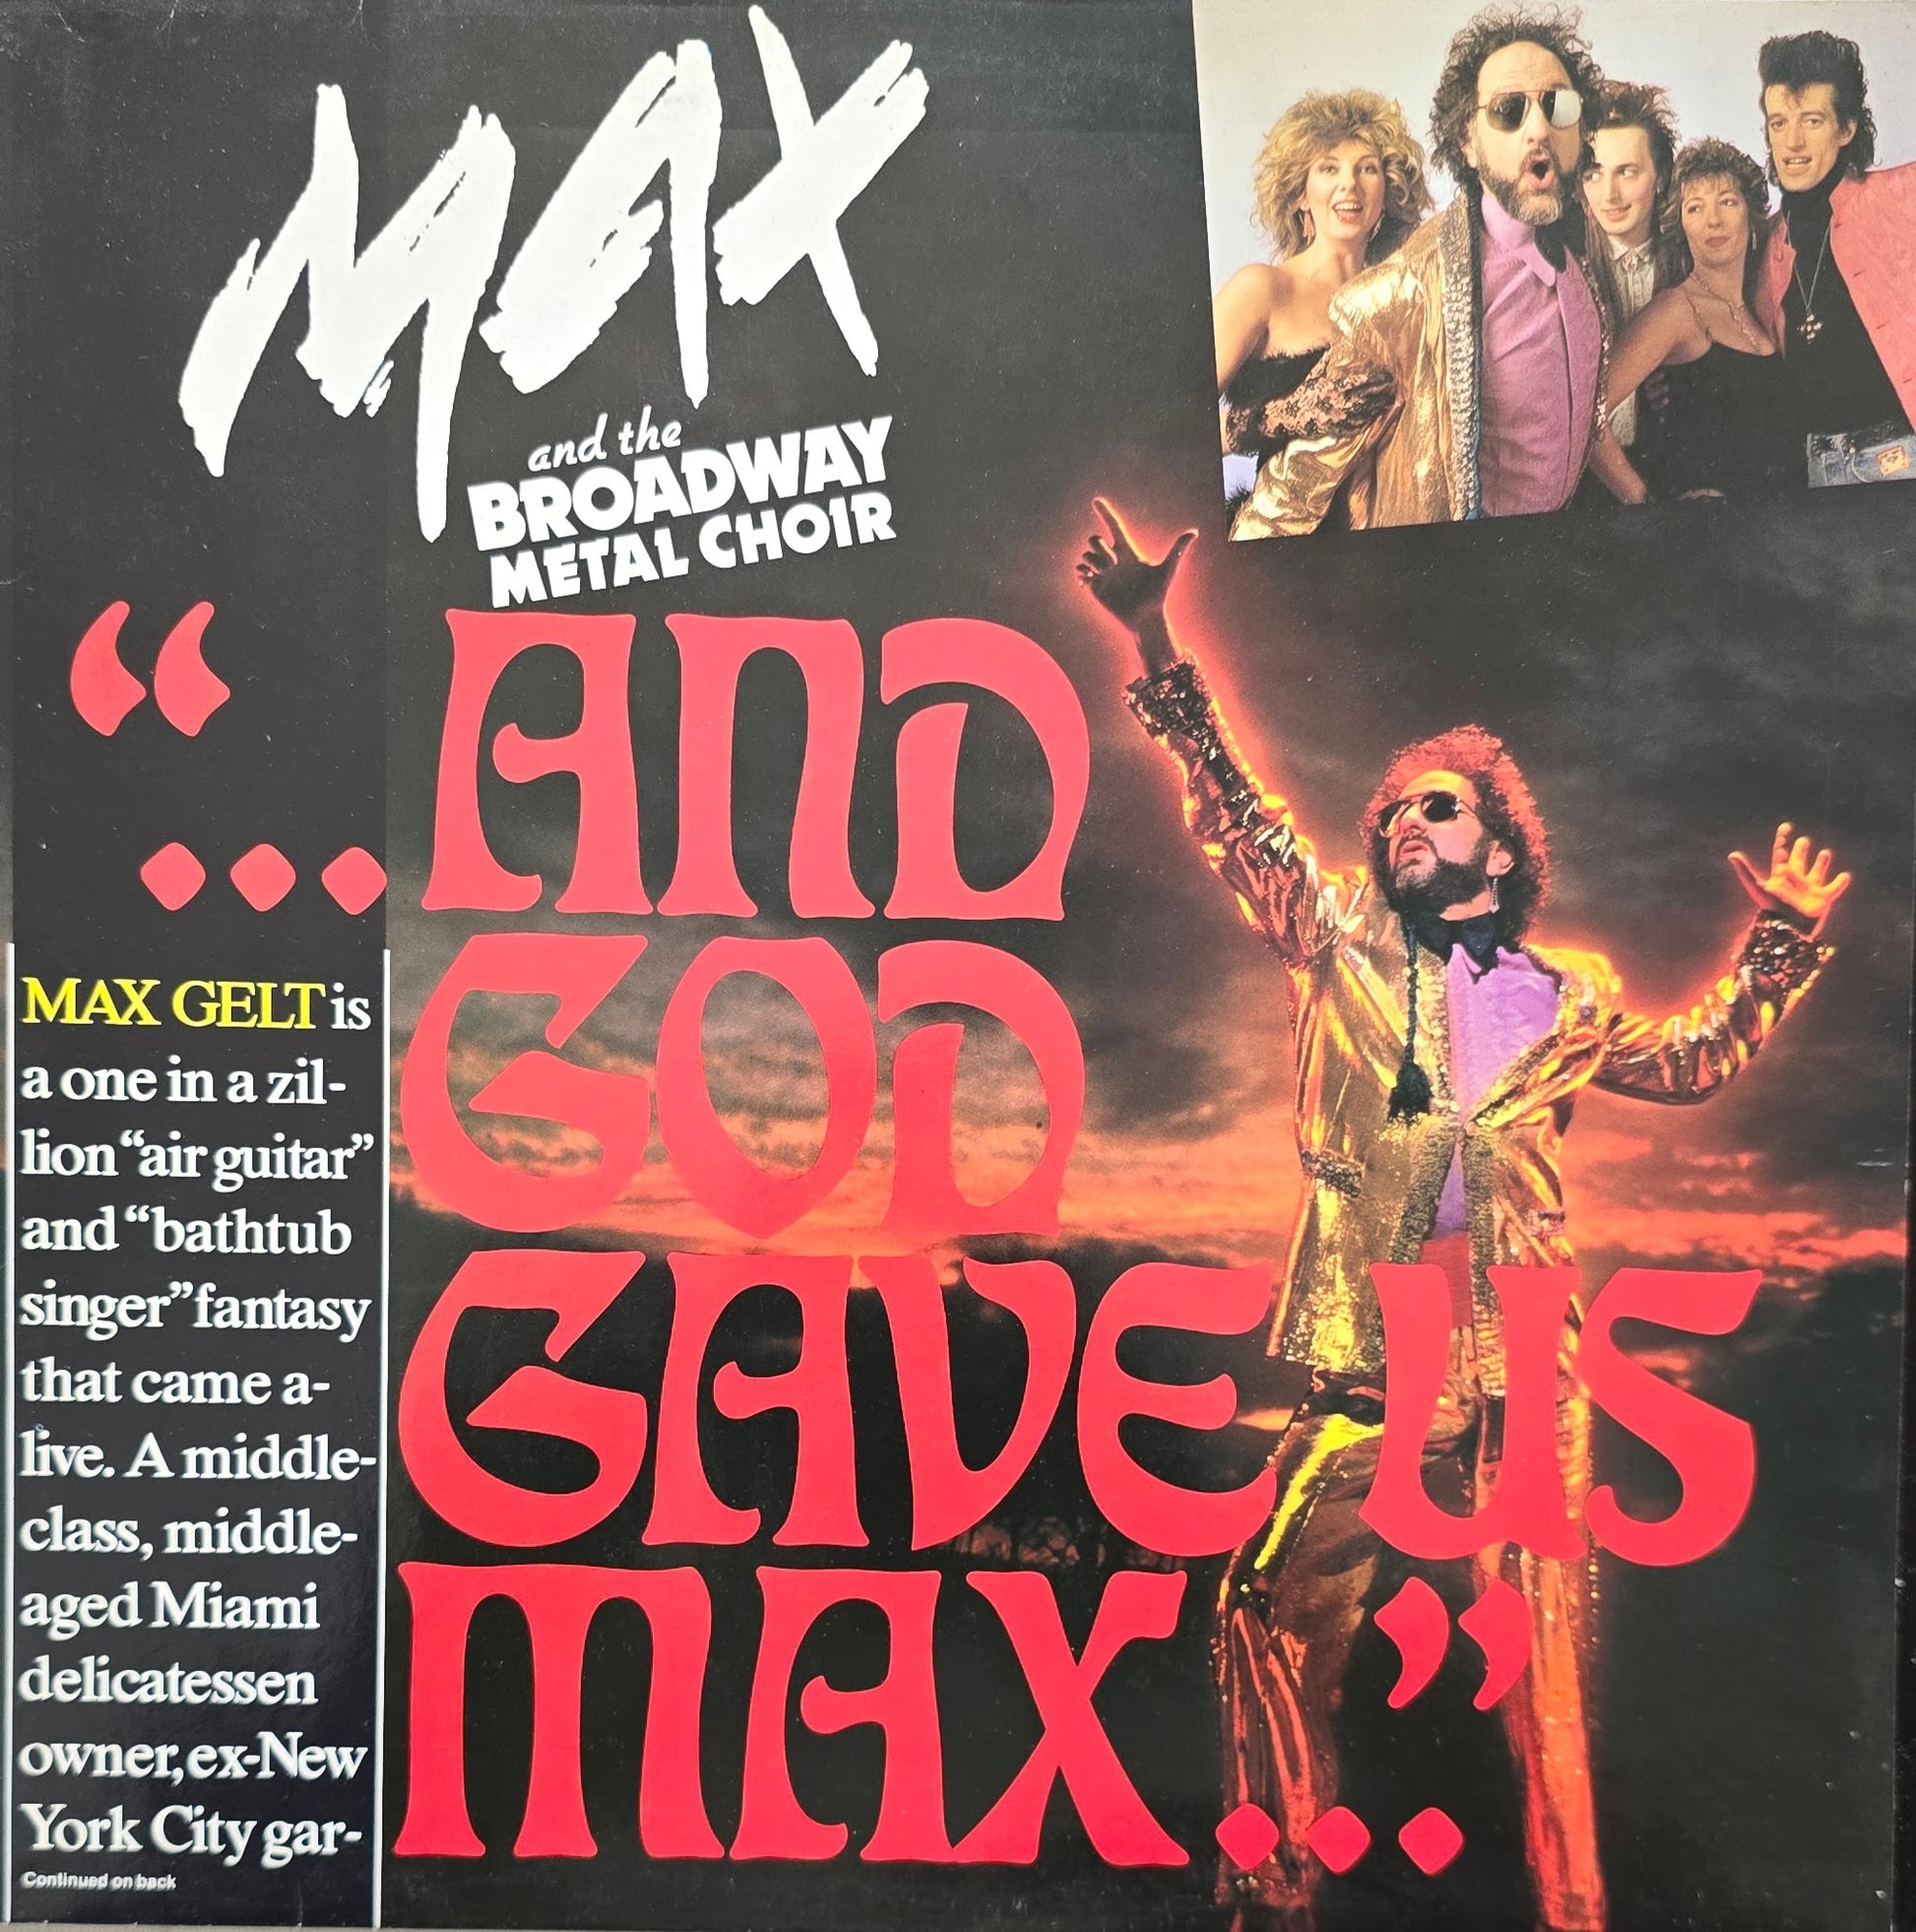 MAX
and the
BROADWAY
METAL CHOIR
“
... AND
GOD
GAVE US
MAX...”
MAX GELT is
a one in a zil-
lion “air guitar”
and “bathtub
singer” fantasy
that came a-
live. A middle-
class, middle-
aged Miami
delicatessen
owner, ex-New
York City gar-
Continued on back